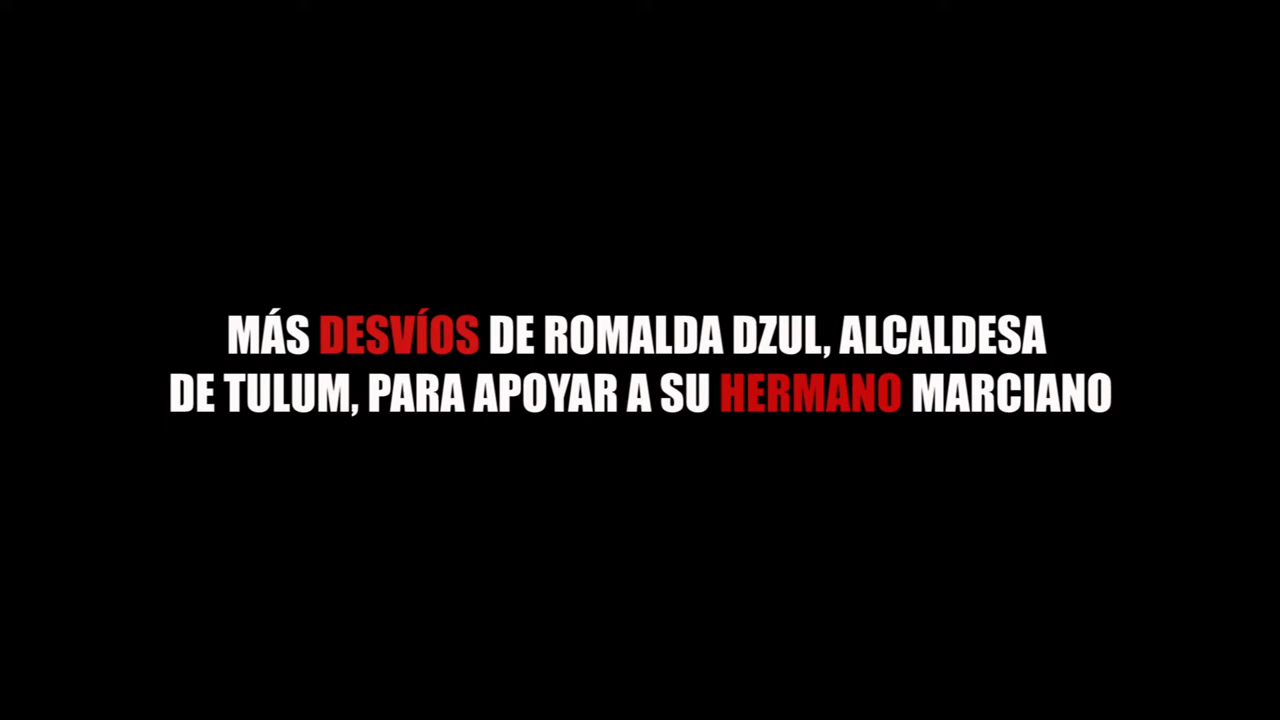 MÁS DESVÍOS DE ROMALDA DZUL, ALCALDESA
DE TULUM, PARA APOYAR A SU HERMANO MARCIANO